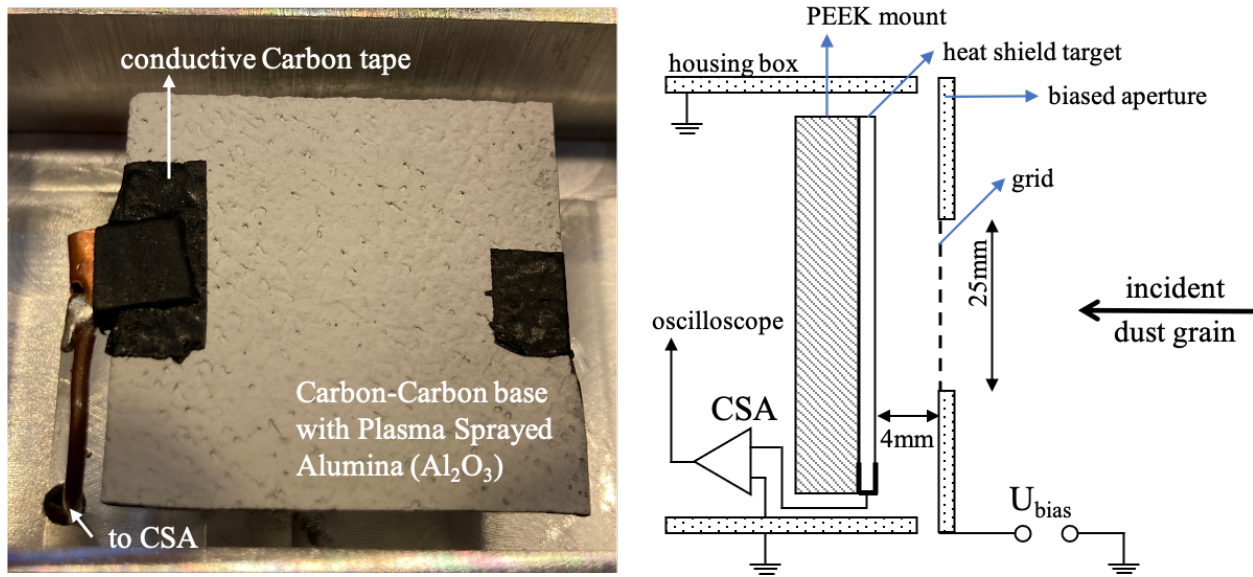 conductive Carbon tape
Carbon-Carbon base
with Plasma Sprayed
Alumina (Al₂O₃)
to CSA
PEEK mount
heat shield target
housing box
biased aperture
grid
25mm
incident
dust grain
oscilloscope
CSA
4mm
U_bias